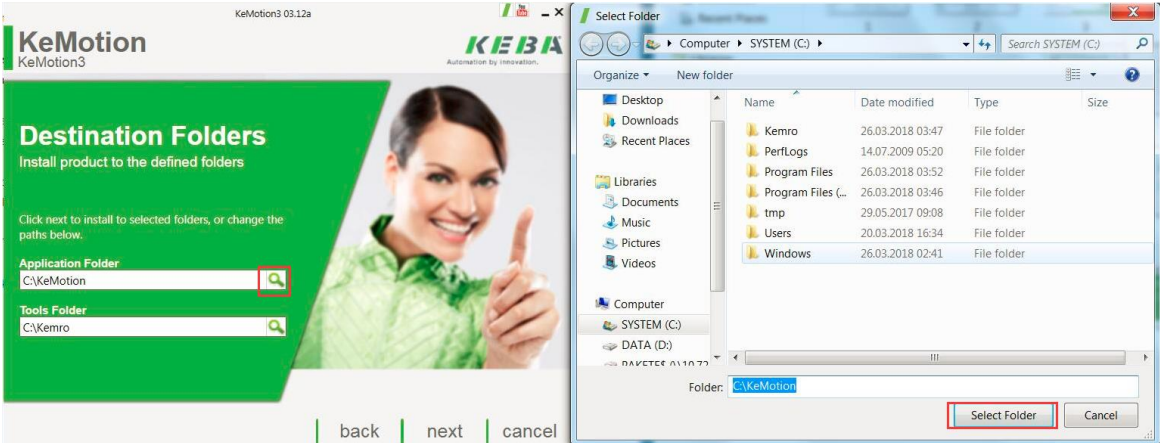 KeMotion3 03.12a
KeMotion
KeMotion3
KEBA
Automation by innovation.
Destination Folders
Install product to the defined folders
Click next to install to selected folders, or change the
paths below.
Application Folder
C:\KeMotion
Tools Folder
C:\Kemro
back next cancel
Select Folder
Computer SYSTEM (C:)
Search SYSTEM (C:)
Organize New folder
Desktop
Downloads
Recent Places
Libraries
Documents
Music
Pictures
Videos
Computer
SYSTEM (C:)
DATA (D:)
Name Date modified Type Size
Kemro 26.03.2018 03:47 File folder
PerfLogs 14.07.2009 05:20 File folder
Program Files 26.03.2018 03:52 File folder
Program Files (... 26.03.2018 03:46 File folder
tmp 29.05.2017 09:08 File folder
Users 20.03.2018 16:34 File folder
Windows 26.03.2018 02:41 File folder
Folder: C:\KeMotion
Select Folder Cancel